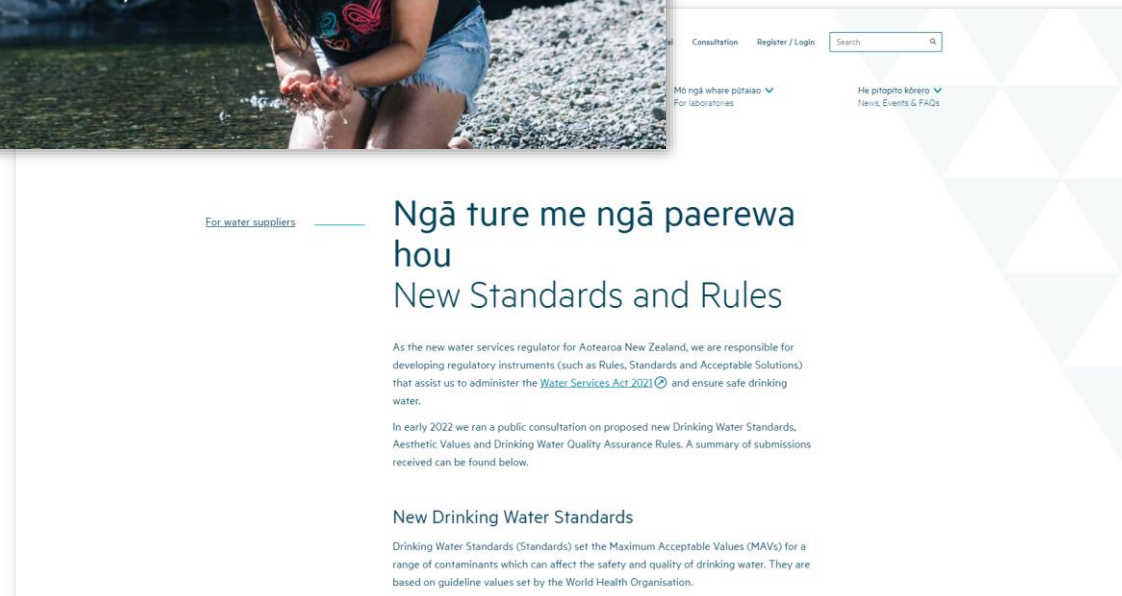 Consultation
Register / Login
Search
Mō ngā whare pūtaiao
For laboratories
He pitopito kōrero
News, Events & FAQs
For water suppliers
Ngā ture me ngā paerewa
hou
New Standards and Rules
As the new water services regulator for Aotearoa New Zealand, we are responsible for
developing regulatory instruments (such as Rules, Standards and Acceptable Solutions)
that assist us to administer the Water Services Act 2021 and ensure safe drinking
water.
In early 2022 we ran a public consultation on proposed new Drinking Water Standards,
Aesthetic Values and Drinking Water Quality Assurance Rules. A summary of submissions
received can be found below.
New Drinking Water Standards
Drinking Water Standards (Standards) set the Maximum Acceptable Values (MAVs) for a
range of contaminants which can affect the safety and quality of drinking water. They are
based on guideline values set by the World Health Organisation.